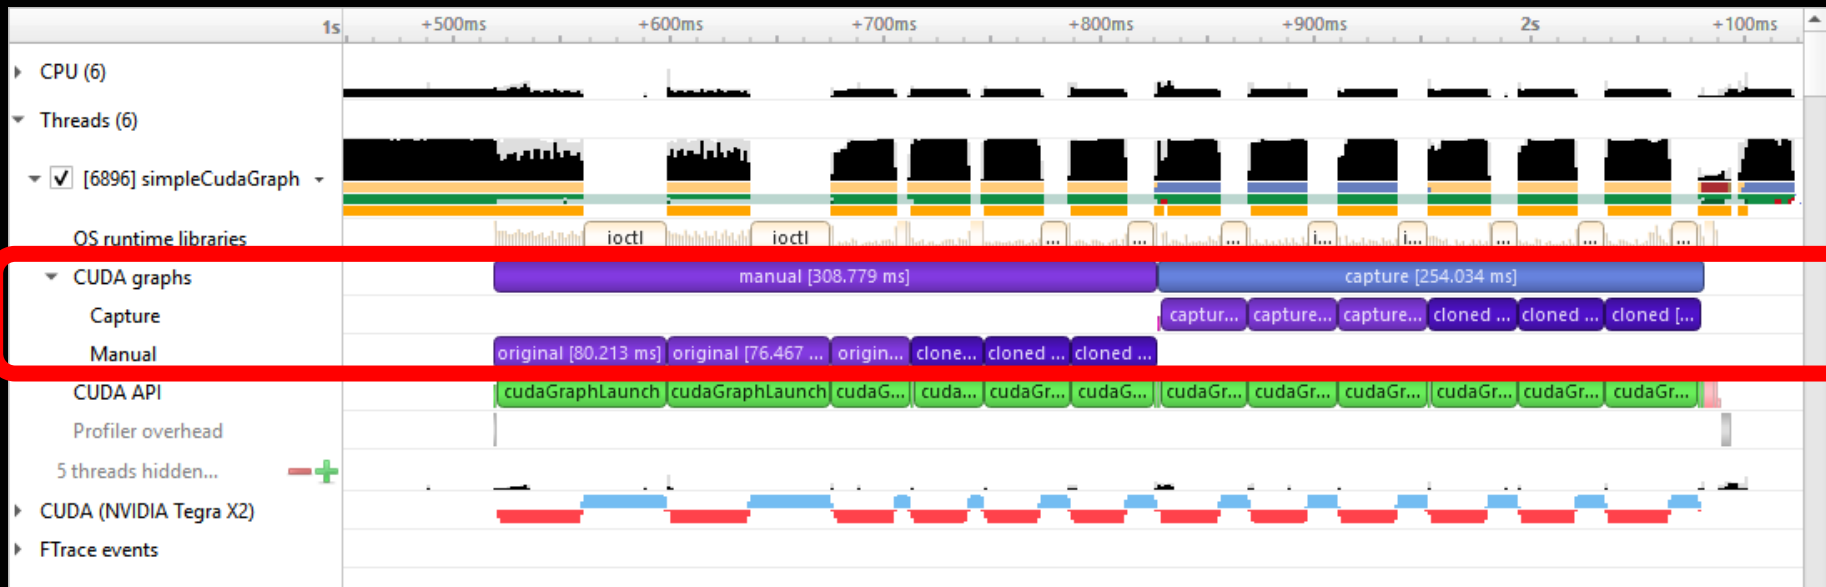 1s +500ms +600ms +700ms +800ms +900ms 2s +100ms
CPU (6)
Threads (6)
[6896] simpleCudaGraph
OS runtime libraries ioctl ioctl ... ... ... i... i... ... ... ...
CUDA graphs manual [308.779 ms] capture [254.034 ms]
Capture captur... capture... capture... cloned ... cloned ... cloned [...
Manual original [80.213 ms] original [76.467 ... origin... clone... cloned ... cloned ...
CUDA API cudaGraphLaunch cudaGraphLaunch cudaG... cuda... cudaGr... cudaG... cudaGr... cudaGr... cudaGr... cudaGr... cudaGr... cudaGr...
Profiler overhead
5 threads hidden...
CUDA (NVIDIA Tegra X2)
FTrace events